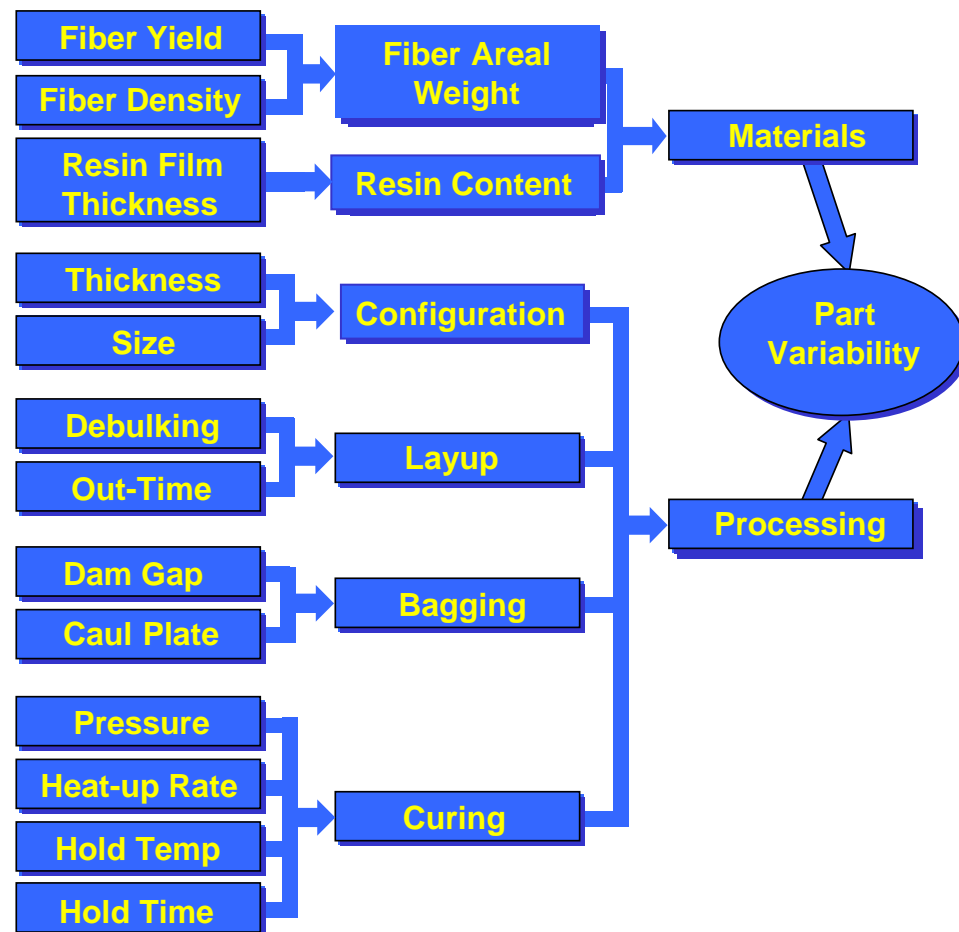 Fiber Yield
Fiber Density
Resin Film
Thickness
Fiber Areal
Weight
Resin Content
Materials
Thickness
Size
Configuration
Part
Variability
Debulking
Out-Time
Layup
Processing
Dam Gap
Caul Plate
Bagging
Pressure
Heat-up Rate
Hold Temp
Hold Time
Curing